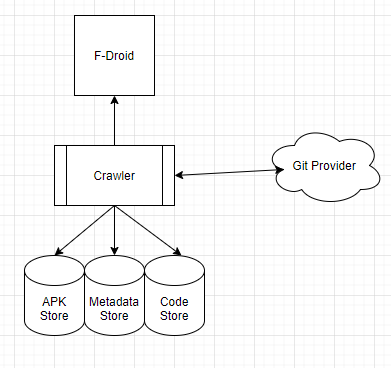 F-Droid
Crawler
Git Provider
APK
Store
Metadata
Store
Code
Store